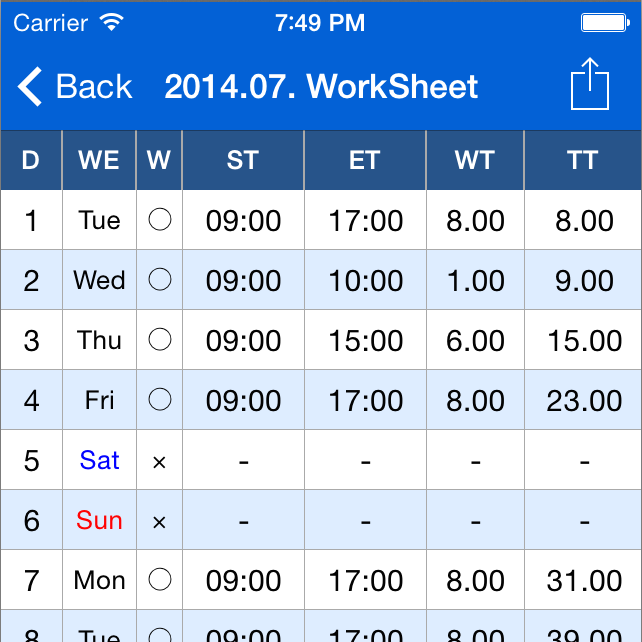 Carrier 7:49 PM
Back 2014.07. WorkSheet
D WE W ST ET WT TT
1 Tue ○ 09:00 17:00 8.00 8.00
2 Wed ○ 09:00 10:00 1.00 9.00
3 Thu ○ 09:00 15:00 6.00 15.00
4 Fri ○ 09:00 17:00 8.00 23.00
5 Sat × - - - -
6 Sun × - - - -
7 Mon ○ 09:00 17:00 8.00 31.00
8 Tue ○ 09:00 17:00 8.00 39.00